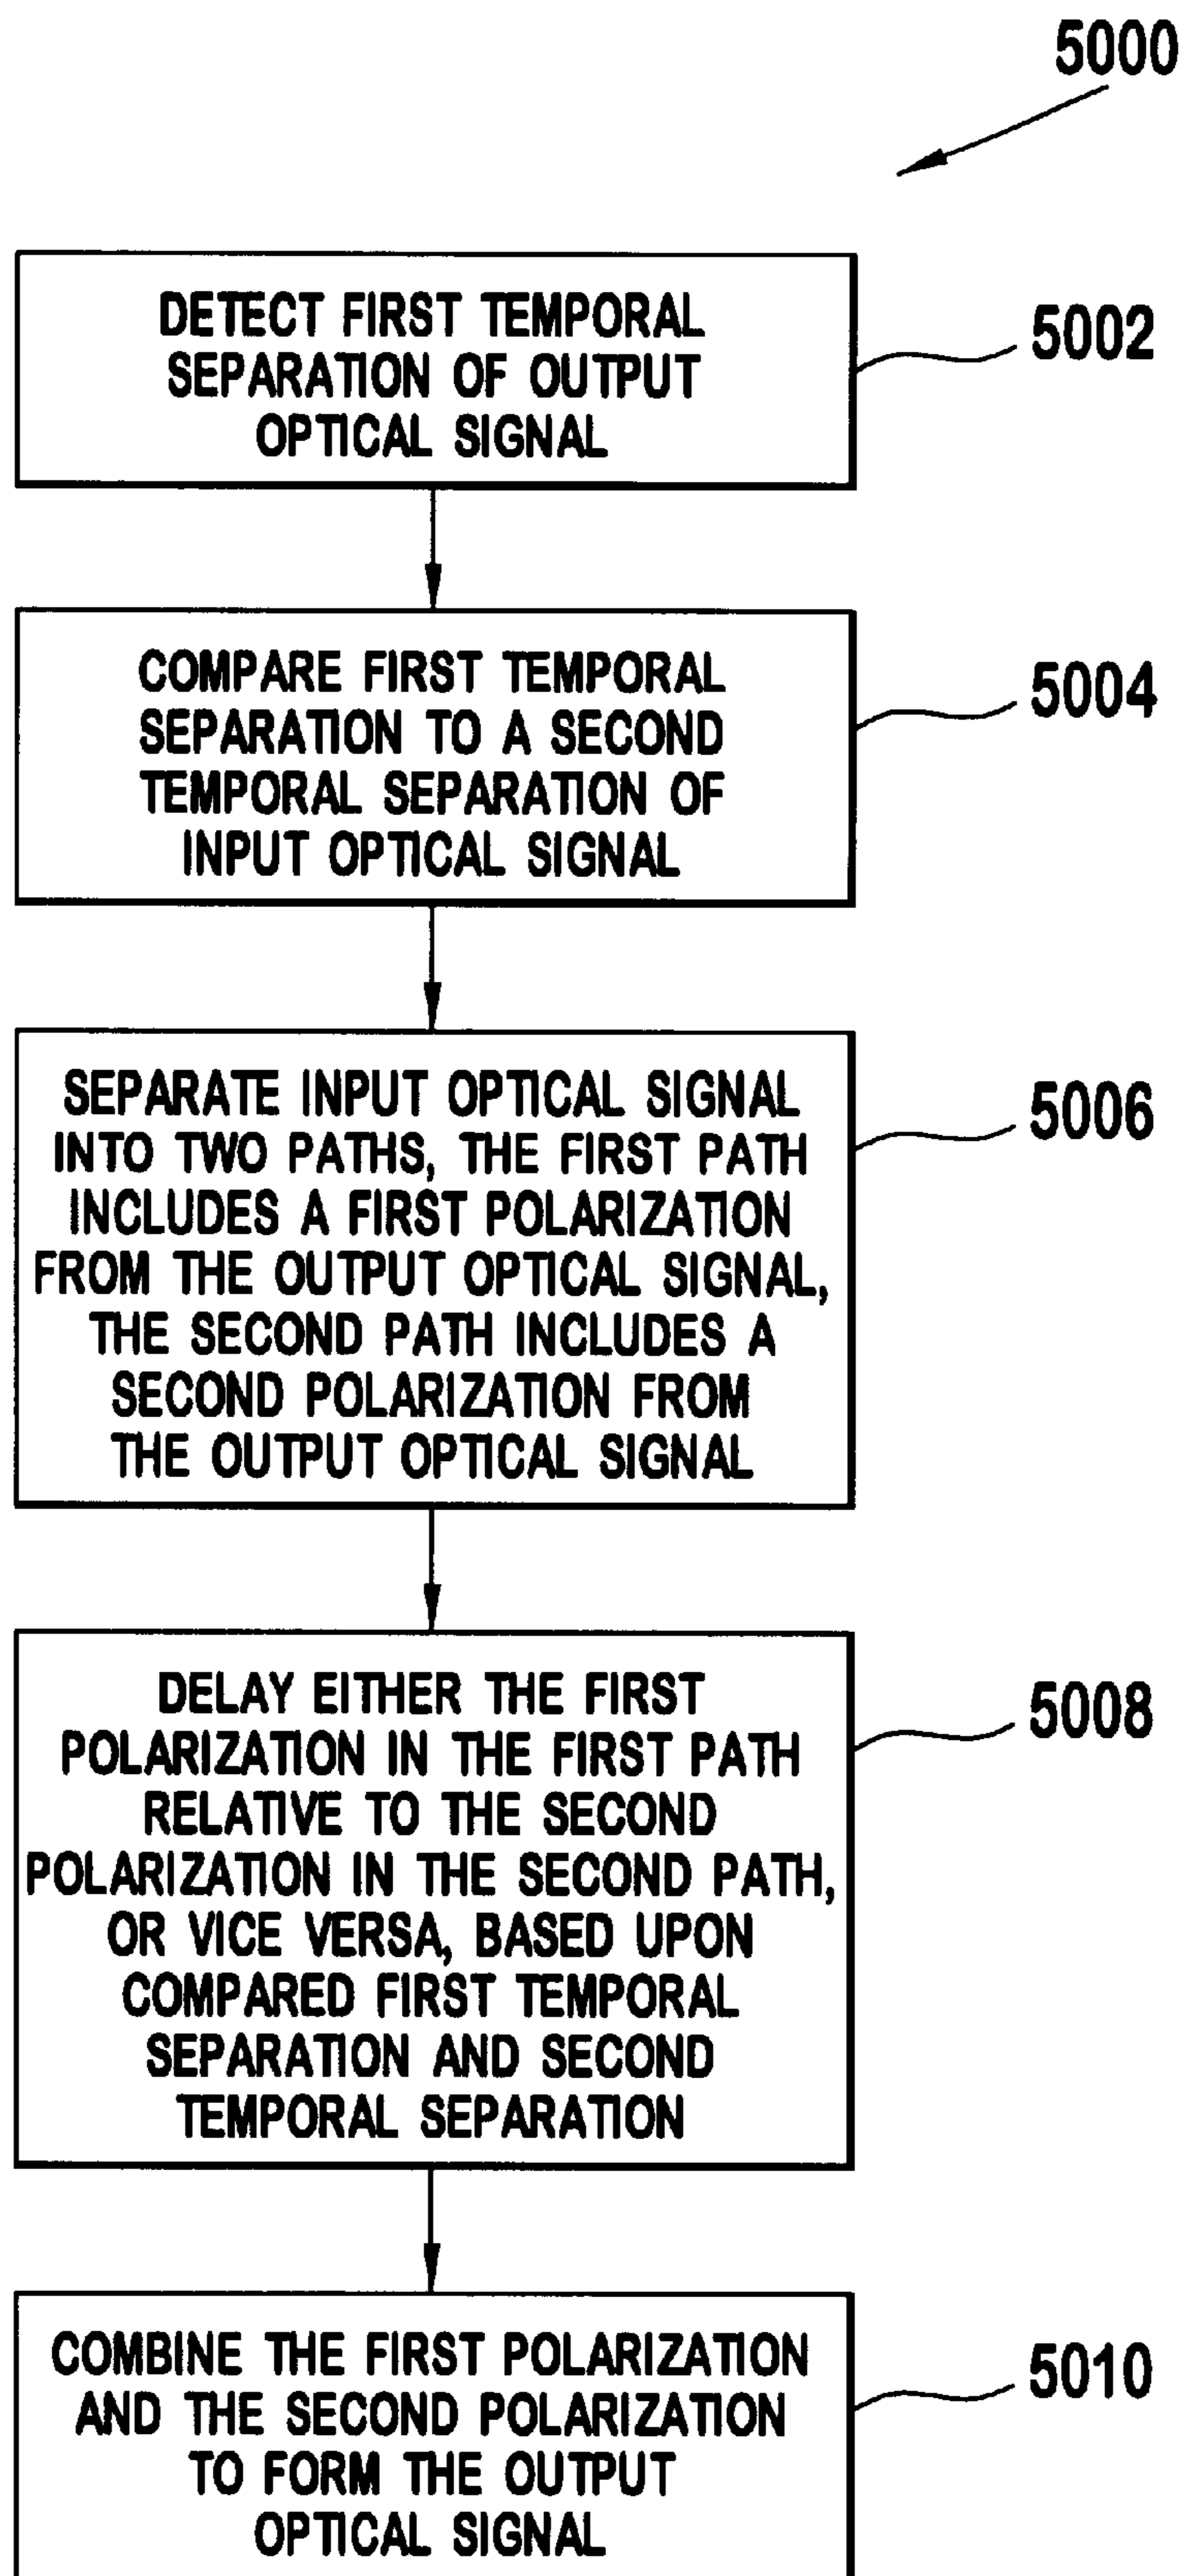 5000
DETECT FIRST TEMPORAL
SEPARATION OF OUTPUT
OPTICAL SIGNAL
5002
COMPARE FIRST TEMPORAL
SEPARATION TO A SECOND
TEMPORAL SEPARATION OF
INPUT OPTICAL SIGNAL
5004
SEPARATE INPUT OPTICAL SIGNAL
INTO TWO PATHS, THE FIRST PATH
INCLUDES A FIRST POLARIZATION
FROM THE OUTPUT OPTICAL SIGNAL,
THE SECOND PATH INCLUDES A
SECOND POLARIZATION FROM
THE OUTPUT OPTICAL SIGNAL
5006
DELAY EITHER THE FIRST
POLARIZATION IN THE FIRST PATH
RELATIVE TO THE SECOND
POLARIZATION IN THE SECOND PATH,
OR VICE VERSA, BASED UPON
COMPARED FIRST TEMPORAL
SEPARATION AND SECOND
TEMPORAL SEPARATION
5008
COMBINE THE FIRST POLARIZATION
AND THE SECOND POLARIZATION
TO FORM THE OUTPUT
OPTICAL SIGNAL
5010